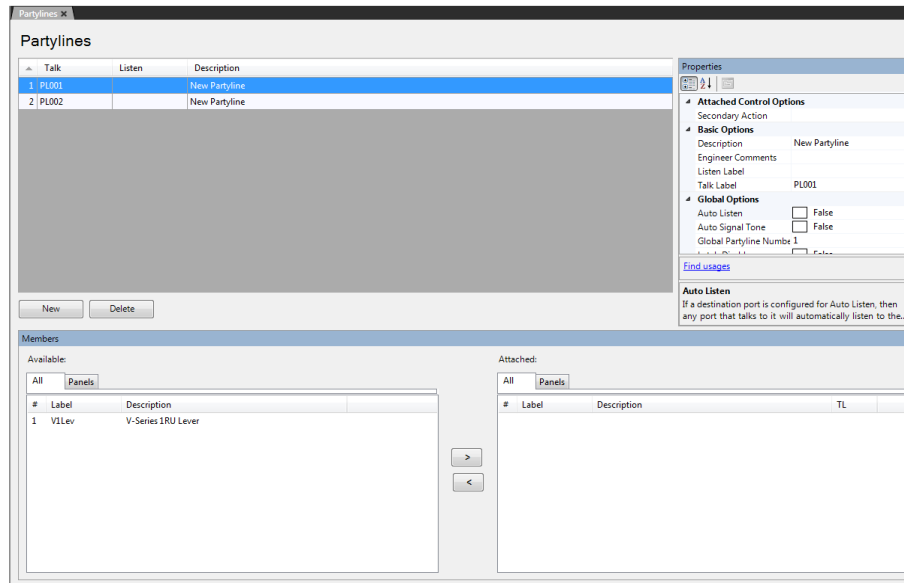 Partylines ✖
Partylines
Talk Listen Description
1 PL001 New Partyline
2 PL002 New Partyline
New Delete
Properties
Attached Control Options
Secondary Action
Basic Options
Description New Partyline
Engineer Comments
Listen Label
Talk Label PL001
Global Options
Auto Listen False
Auto Signal Tone False
Global Partyline Numbe 1
Find usages
Auto Listen
If a destination port is configured for Auto Listen, then
any port that talks to it will automatically listen to the...
Members
Available:
All Panels
# Label Description
1 V1Lev V-Series 1RU Lever
>
<
Attached:
All Panels
# Label Description TL